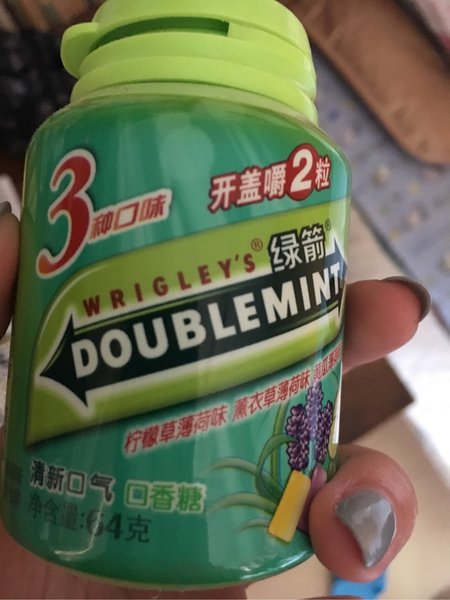 3种口味
开盖嚼2粒
WRIGLEY'S® 绿箭®
DOUBLEMINT
柠檬草薄荷味 薰衣草薄荷味
清新口气 口香糖
净含量:64克